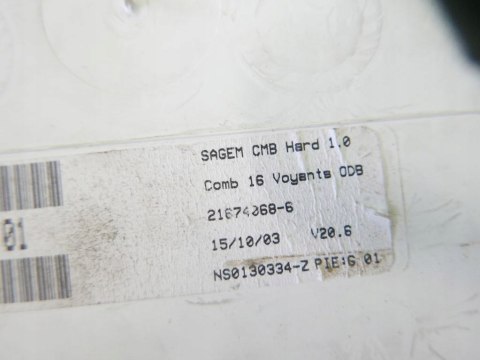 SAGEM CMB Hard 1.0
Comb 16 Voyants ODB
21674068-6
15/10/03 V20.6
01
NS0130334-Z PIE:G 01